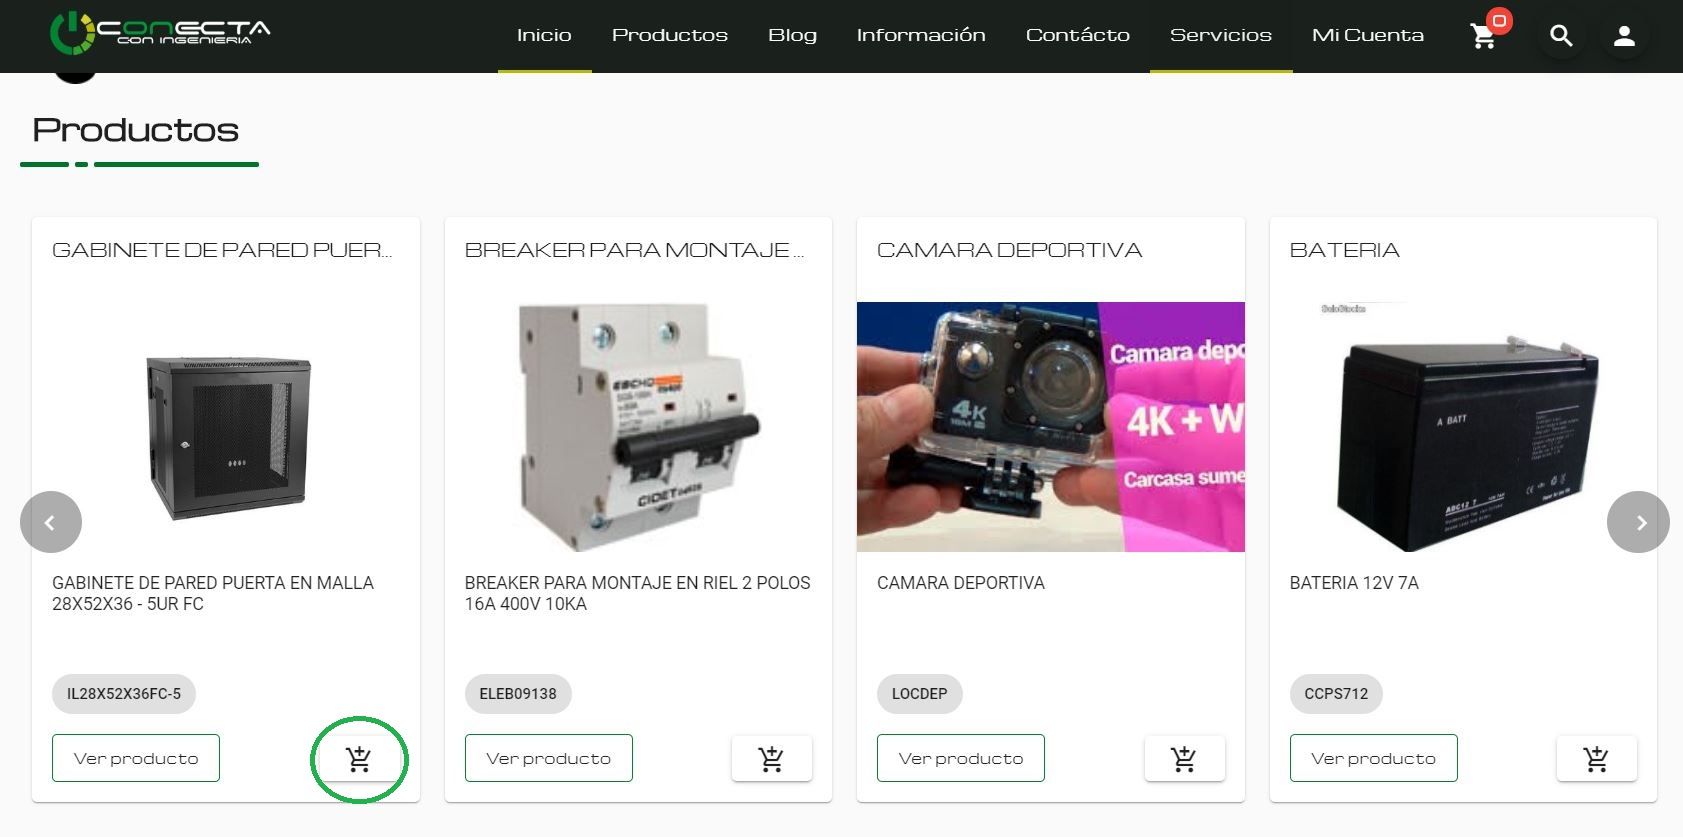 CONECTA
CON INGENIERIA
Inicio
Productos
Blog
Información
Contácto
Servicios
Mi Cuenta
0
Productos
GABINETE DE PARED PUER...
BREAKER PARA MONTAJE ...
CAMARA DEPORTIVA
BATERIA
EBCHQ
CIDET
4K
Camara depo
4K + W
Carcasa sume
SoloStocks
A BATT
GABINETE DE PARED PUERTA EN MALLA
28X52X36 - 5UR FC
BREAKER PARA MONTAJE EN RIEL 2 POLOS
16A 400V 10KA
CAMARA DEPORTIVA
BATERIA 12V 7A
IL28X52X36FC-5
ELEB09138
LOCDEP
CCPS712
Ver producto
Ver producto
Ver producto
Ver producto